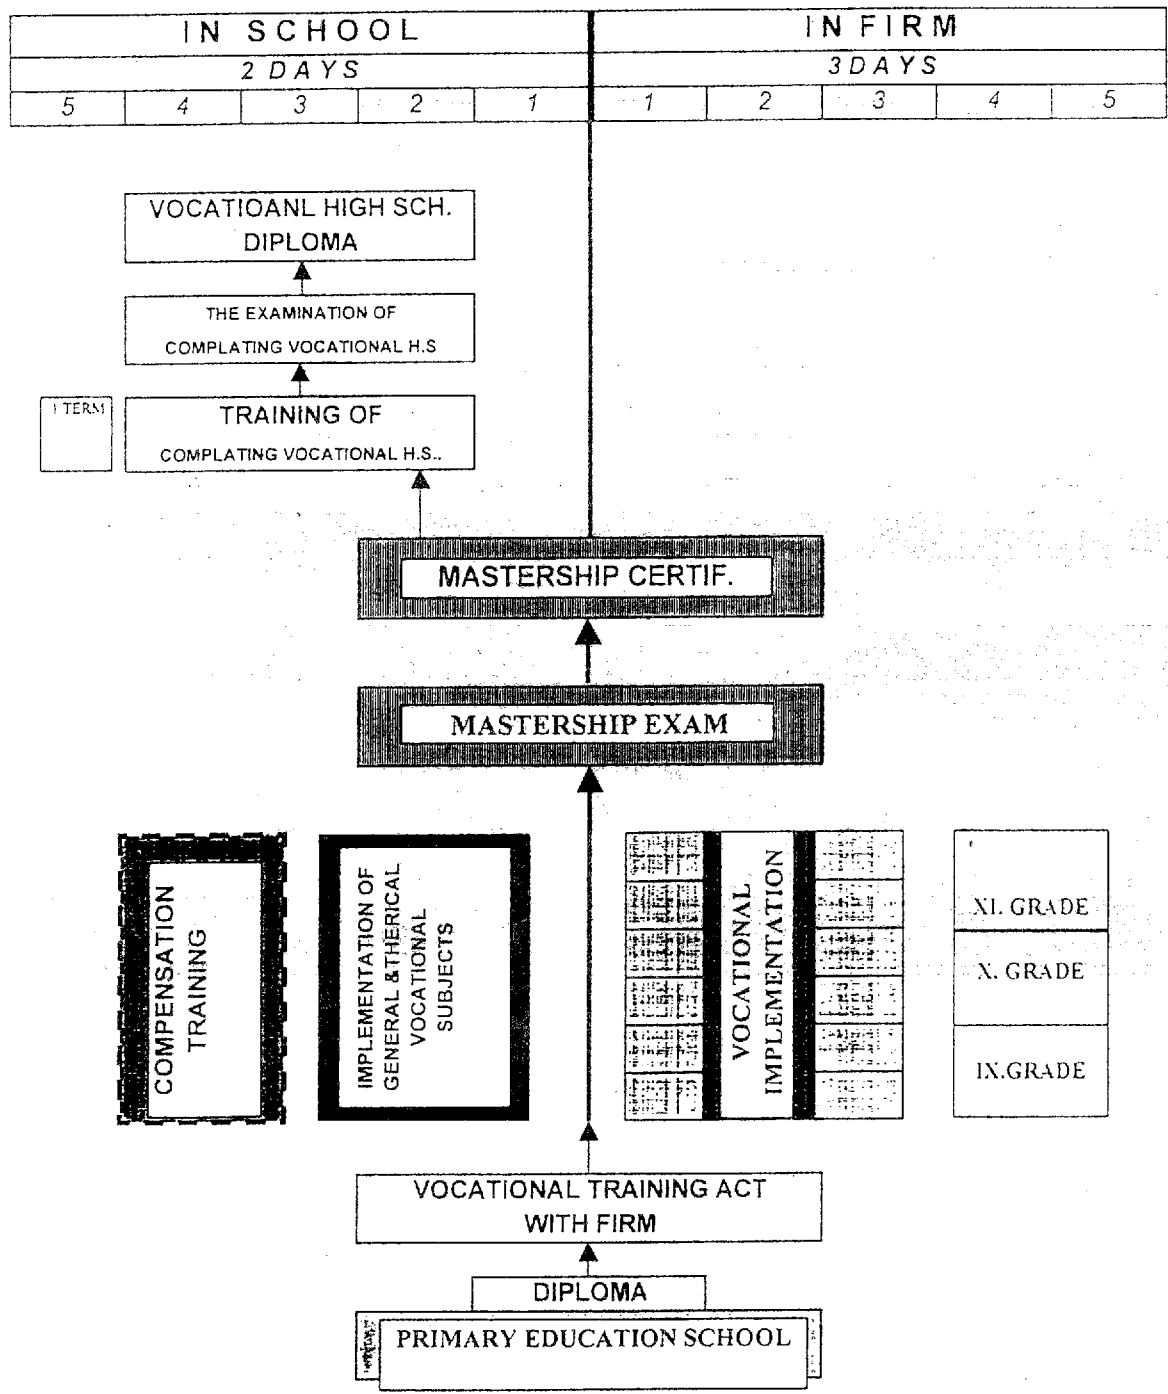 IN SCHOOL
IN FIRM
2 DAYS
3 DAYS
5 4 3 2 1 1 2 3 4 5
VOCATIOANL HIGH SCH.
DIPLOMA
THE EXAMINATION OF
COMPLATING VOCATIONAL H.S
1 TERM
TRAINING OF
COMPLATING VOCATIONAL H.S..
MASTERSHIP CERTIF.
MASTERSHIP EXAM
COMPENSATION
TRAINING
IMPLEMENTATION OF
GENERAL &THERICAL
VOCATIONAL
SUBJECTS
VOCATIONAL
IMPLEMENTATION
XI. GRADE
X. GRADE
IX.GRADE
VOCATIONAL TRAINING ACT
WITH FIRM
DIPLOMA
PRIMARY EDUCATION SCHOOL